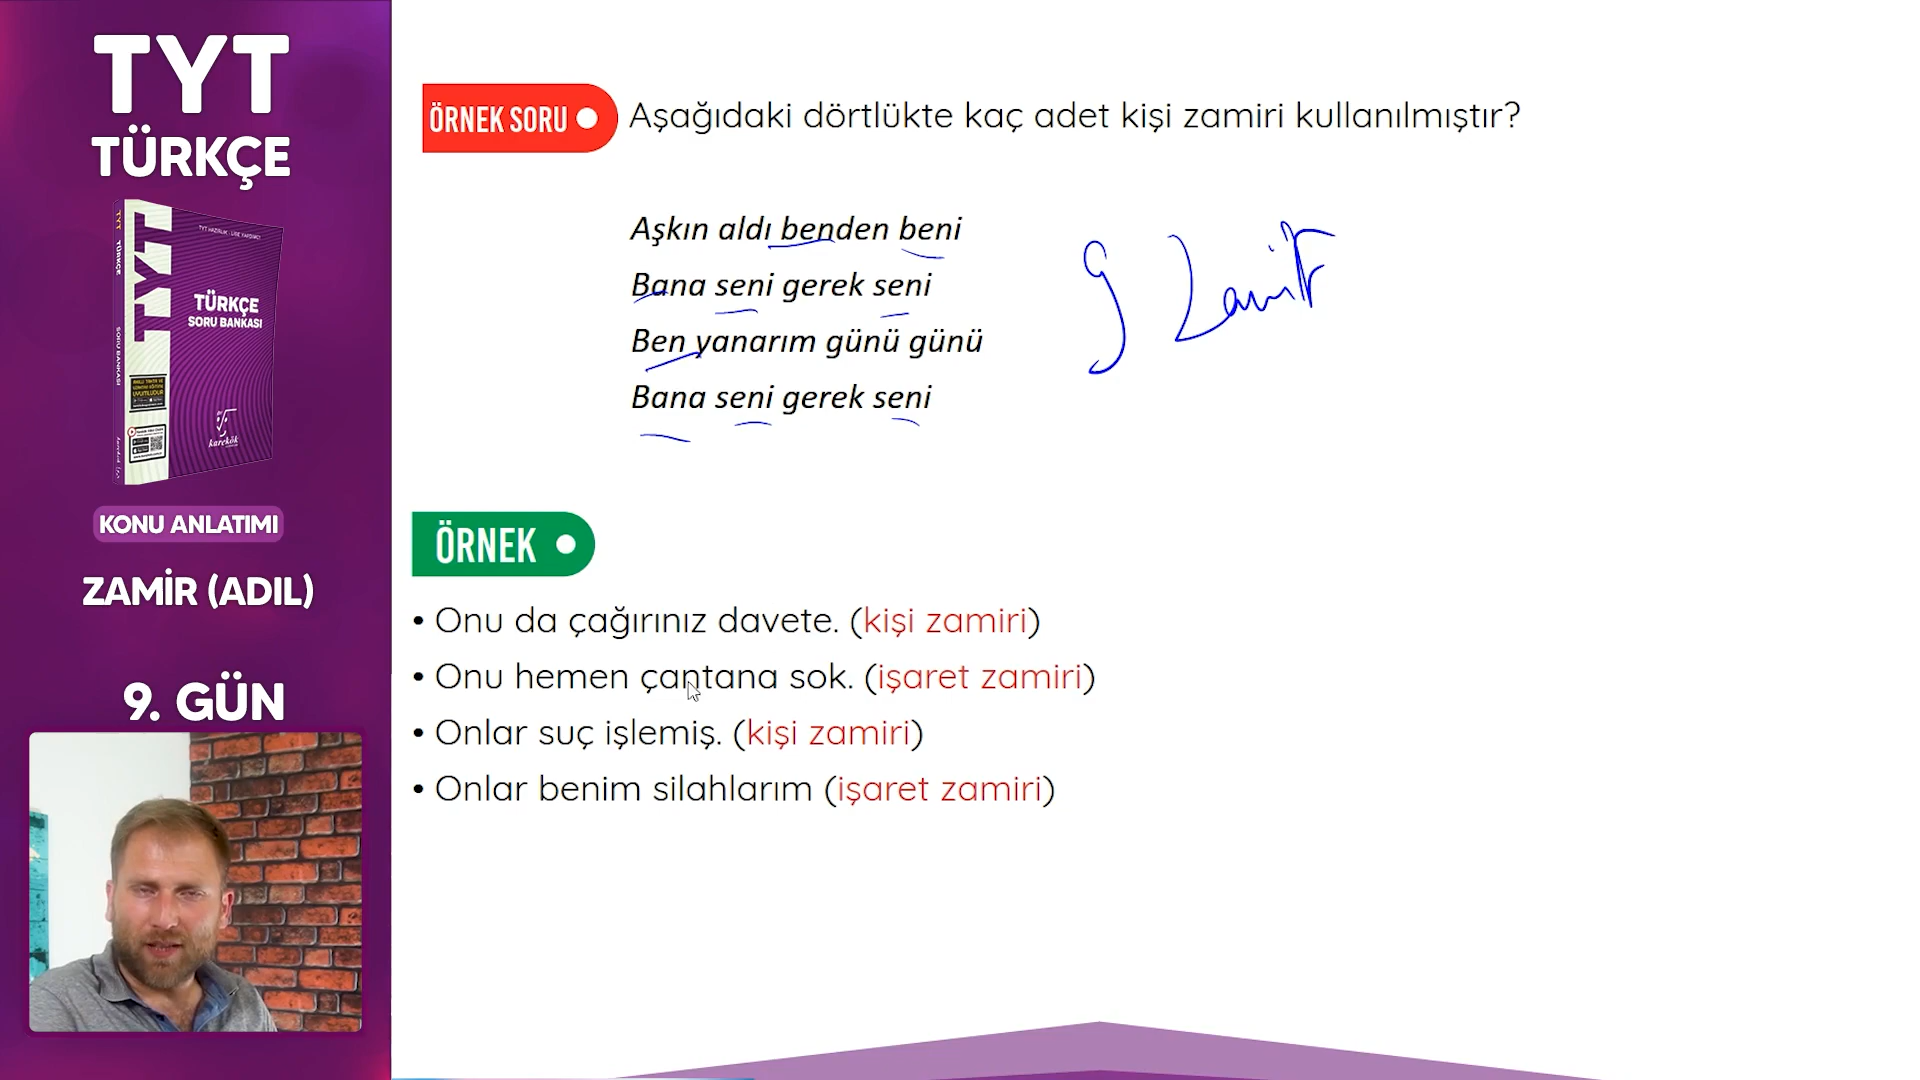 TYT
TÜRKÇE
TYT
TÜRKÇE
SORU BANKASI
karekök
KONU ANLATIMI
ZAMİR (ADIL)
9. GÜN
ÖRNEK SORU
Aşağıdaki dörtlükte kaç adet kişi zamiri kullanılmıştır?
Aşkın aldı benden beni
Bana seni gerek seni
Ben yanarım günü günü
Bana seni gerek seni
9 Zamir
ÖRNEK
• Onu da çağırınız davete. (kişi zamiri)
• Onu hemen çantana sok. (işaret zamiri)
• Onlar suç işlemiş. (kişi zamiri)
• Onlar benim silahlarım (işaret zamiri)